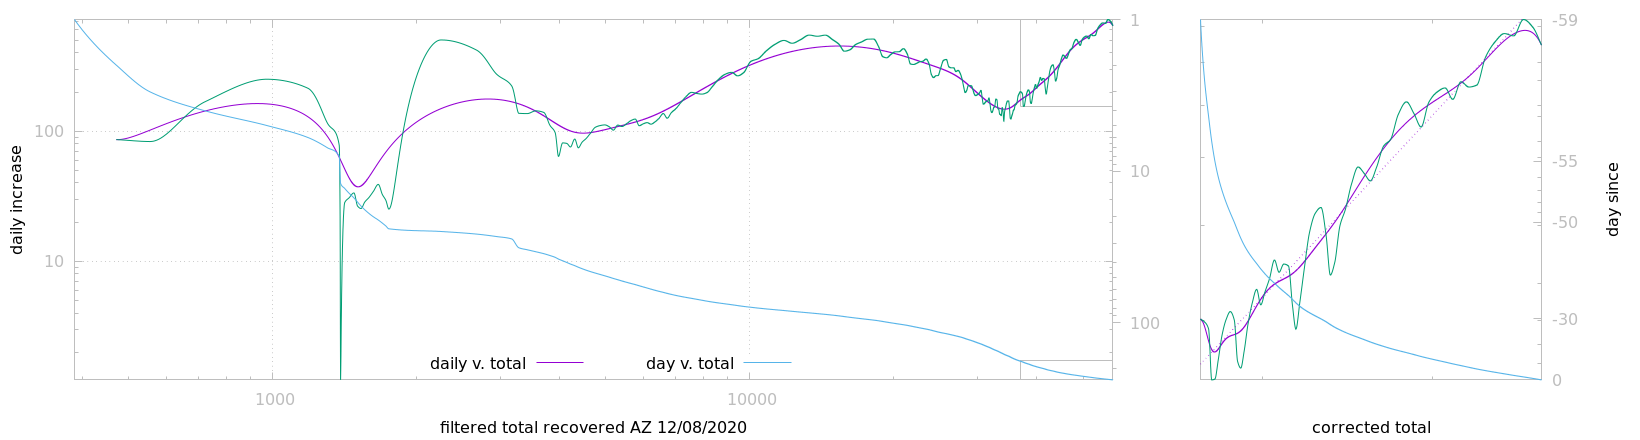 1
-59
100
daily increase
10
-55
day since
-50
10
100
-30
daily v. total
day v. total
0
1000
10000
filtered total recovered AZ 12/08/2020
corrected total